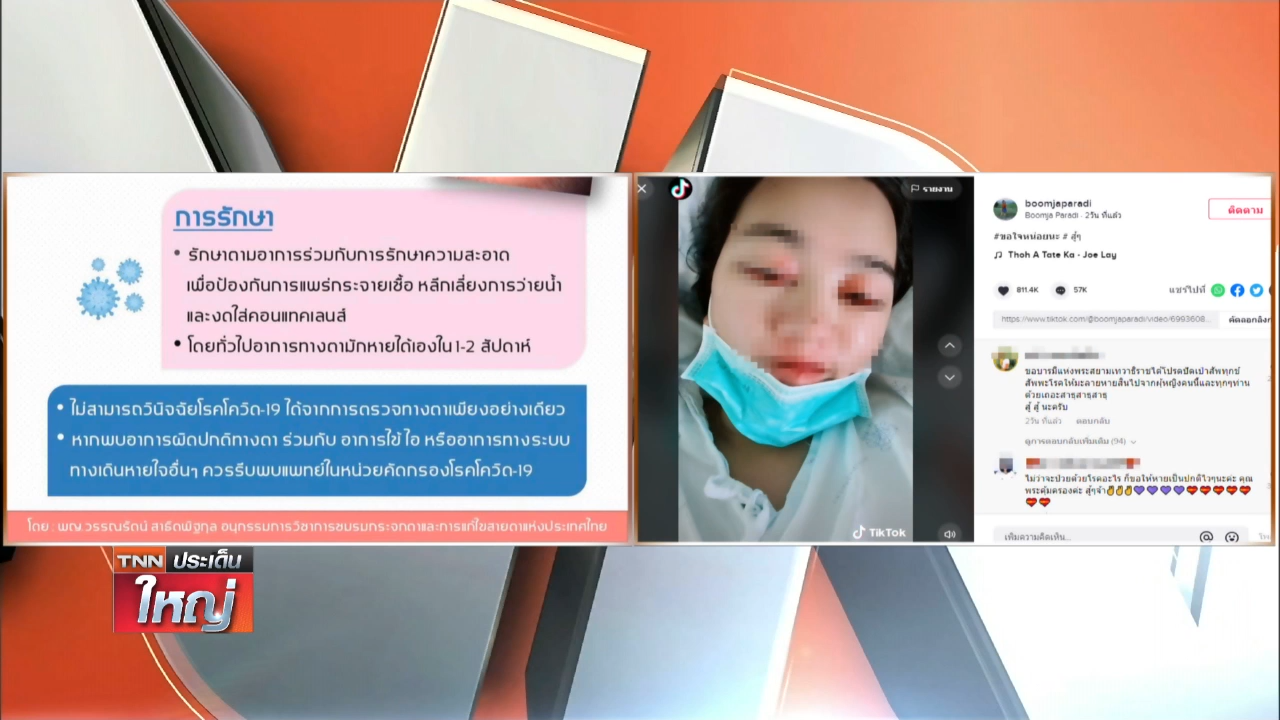 การรักษา
• รักษาตามอาการร่วมกับการรักษาความสะอาด
เพื่อป้องกันการแพร่กระจายเชื้อ หลีกเลี่ยงการว่ายน้ำ
และงดใส่คอนแทคเลนส์
• โดยทั่วไปอาการทางตามักหายได้เองใน 1-2 สัปดาห์
• ไม่สามารถวินิจฉัยโรคโควิด-19 ได้จากการตรวจทางตาเพียงอย่างเดียว
• หากพบอาการผิดปกติทางตา ร่วมกับ อาการไข้ ไอ หรืออาการทางระบบ
ทางเดินหายใจอื่นๆ ควรรีบพบแพทย์ในหน่วยคัดกรองโรคโควิด-19
โดย : พญ.วรรณรัตน์ สาธิตพิฐกุล อนุกรรมการวิชาการชมรมกระจกตาและการแก้ไขสายตาแห่งประเทศไทย
รายงาน
TikTok
boomjaparadi
Boomja Paradi · 2วัน ที่แล้ว
ติดตาม
#ขอใจหน่อยนะ # สู้ๆ
Thoh A Tate Ka - Joe Lay
811.4K
57K
แชร์ไปที่
https://www.tiktok.com/@boomjaparadi/video/6993608...
คัดลอกลิงก
ขอบารมีแห่งพระสยามเทวาธิราชได้โปรดปัดเป่าสัพทุกข์
สัพพะโรคให้มะลายหายสิ้นไปจากผู้หญิงคนนี้และทุกๆท่าน
ด้วยเถอะสาธุสาธุสาธุ
สู้ สู้ นะครับ
2วัน ที่แล้ว ตอบกลับ
ดูการตอบกลับเพิ่มเติม (94)
ไม่ว่าจะป่วยด้วยโรคอะไร ก็ขอให้หายเป็นปกติไวๆนะค่ะ คุณ
พระคุ้มครองค่ะ สู้ๆจ้า✌✌✌💜💜💜💜❤❤❤❤❤
❤❤
เพิ่มความคิดเห็น...
TNN ประเด็น
ใหญ่